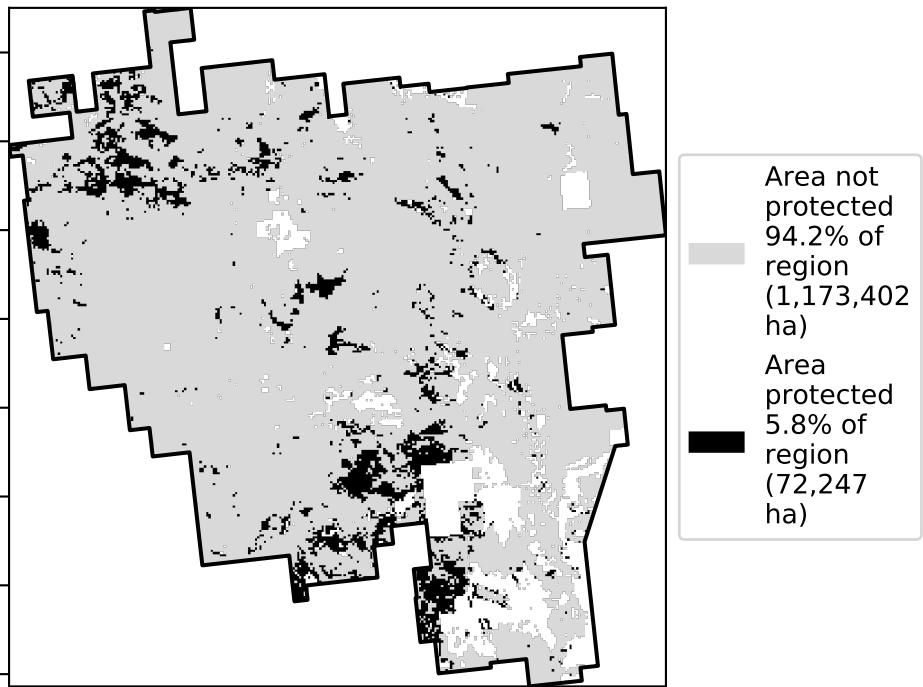 Area not
protected
94.2% of
region
(1,173,402
ha)
Area
protected
5.8% of
region
(72,247
ha)